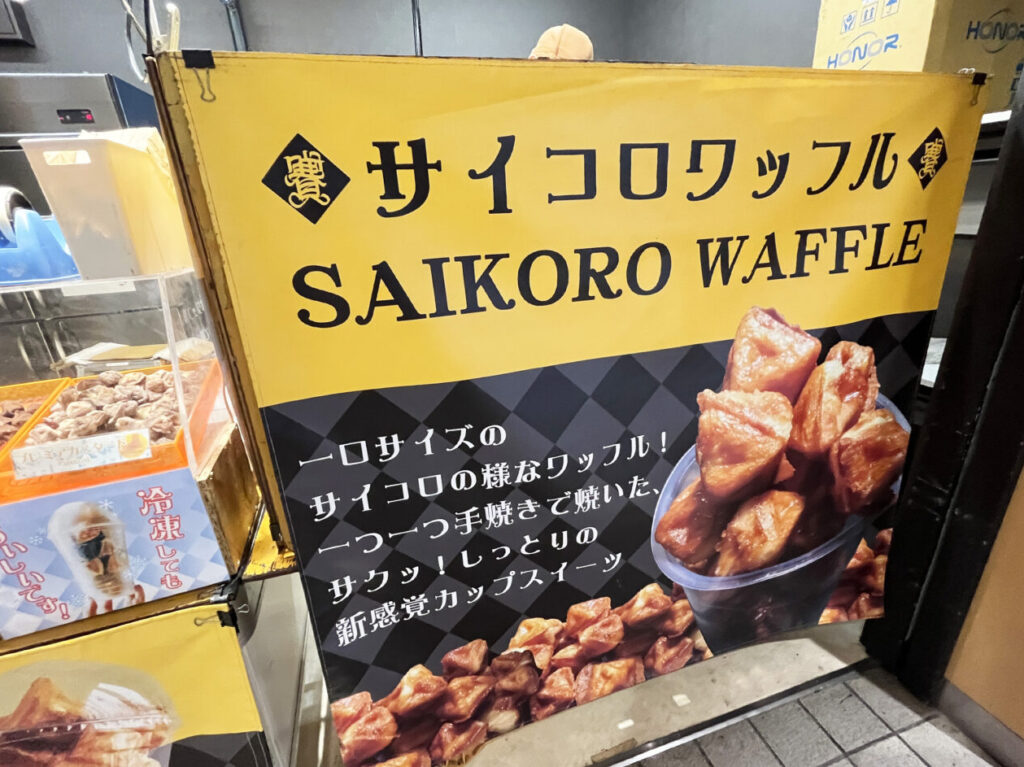 HONOR
HONOR
賽 サイコロワッフル 賽
SAIKORO WAFFLE
一口サイズの
サイコロの様なワッフル!
一つ一つ手焼きで焼いた、
サクッ!しっとりの
新感覚カップスイーツ
冷凍しても
いしいです!